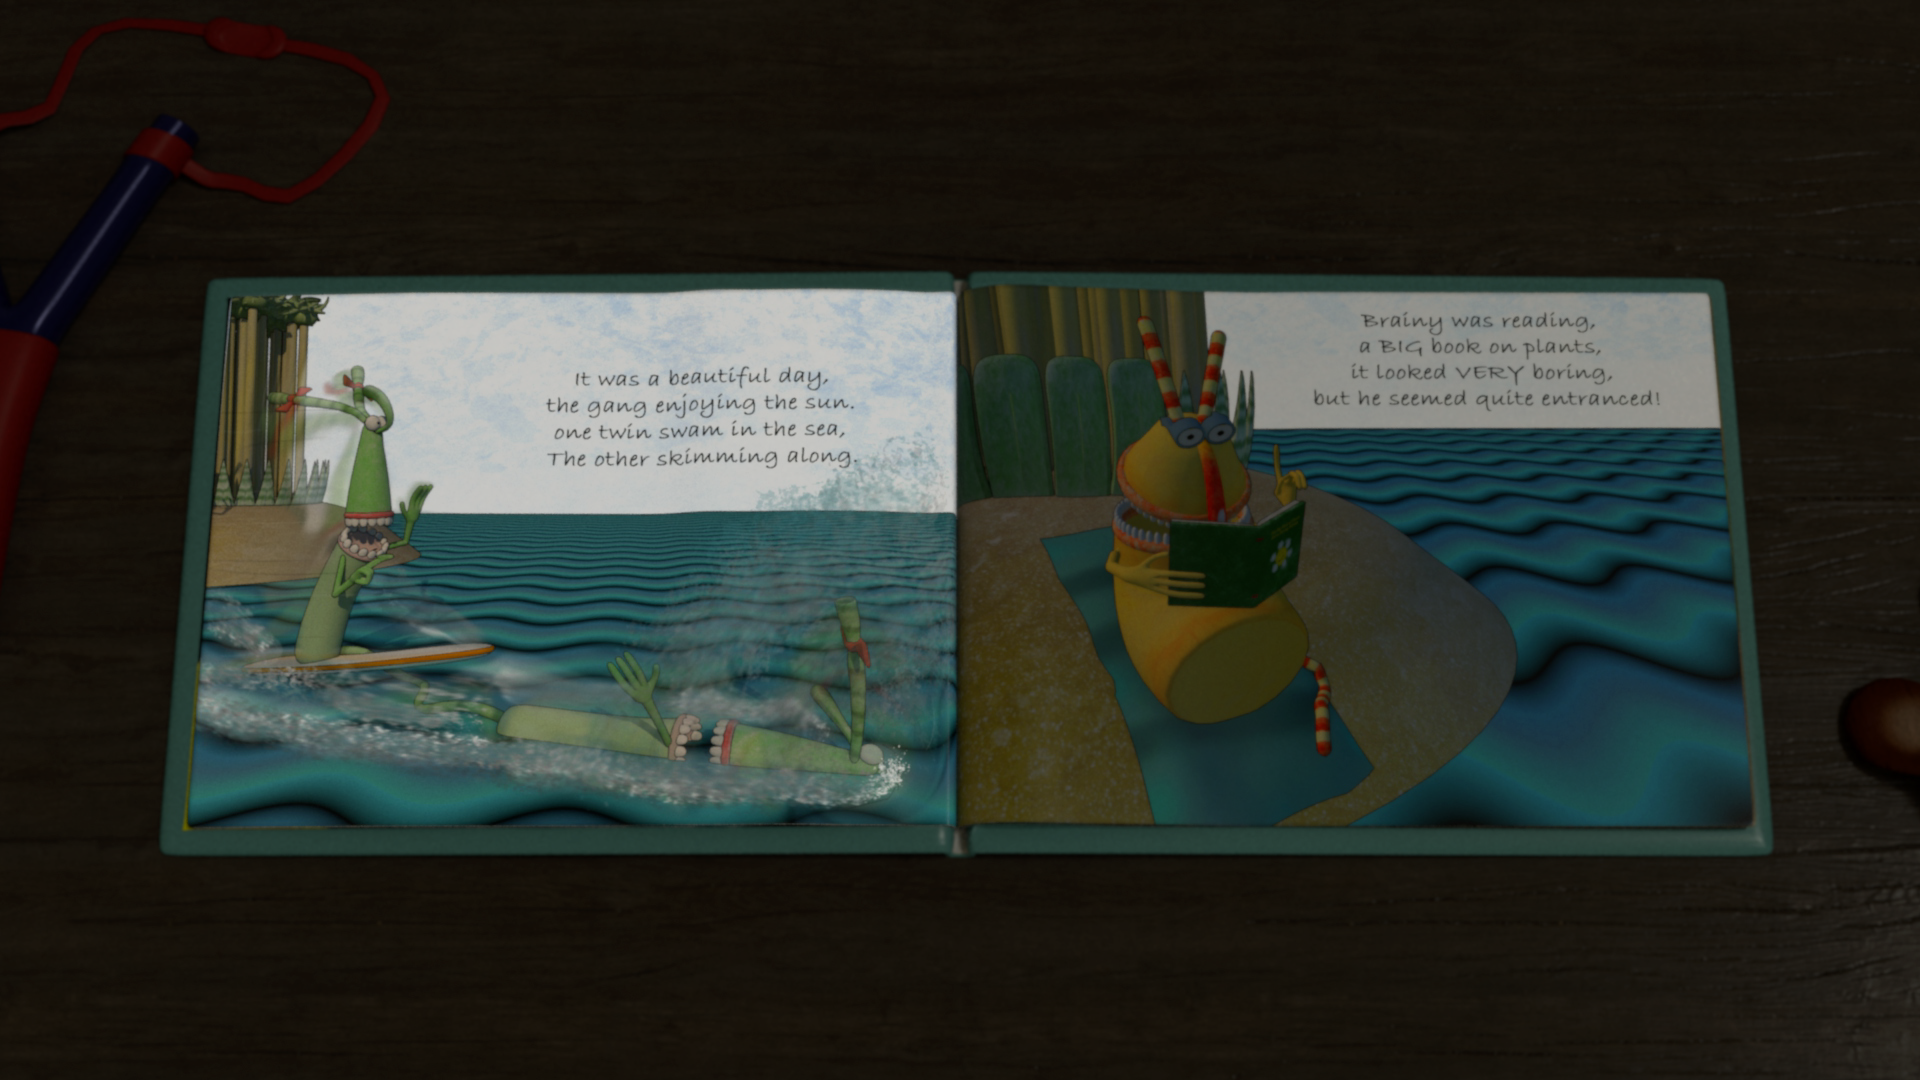 It was a beautiful day,
the gang enjoying the sun.
one twin swam in the sea,
The other skimming along.
Brainy was reading,
a BIG book on plants,
it looked VERY boring,
but he seemed quite entranced!